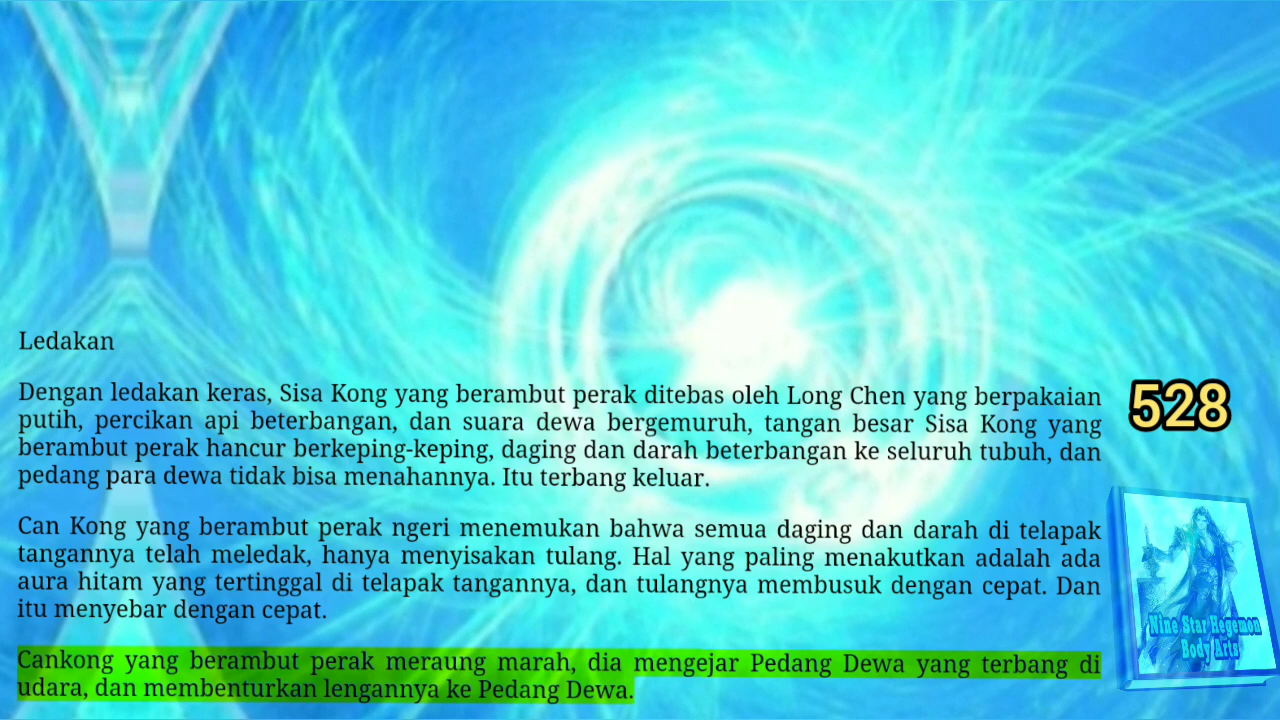 Ledakan
Dengan ledakan keras, Sisa Kong yang berambut perak ditebas oleh Long Chen yang berpakaian
putih, percikan api beterbangan, dan suara dewa bergemuruh, tangan besar Sisa Kong yang
berambut perak hancur berkeping-keping, daging dan darah beterbangan ke seluruh tubuh, dan
pedang para dewa tidak bisa menahannya. Itu terbang keluar.
Can Kong yang berambut perak ngeri menemukan bahwa semua daging dan darah di telapak
tangannya telah meledak, hanya menyisakan tulang. Hal yang paling menakutkan adalah ada
aura hitam yang tertinggal di telapak tangannya, dan tulangnya membusuk dengan cepat. Dan
itu menyebar dengan cepat.
Cankong yang berambut perak meraung marah, dia mengejar Pedang Dewa yang terbang di
udara, dan membenturkan lengannya ke Pedang Dewa.
528
Nine Star Hegemon
Body Arts